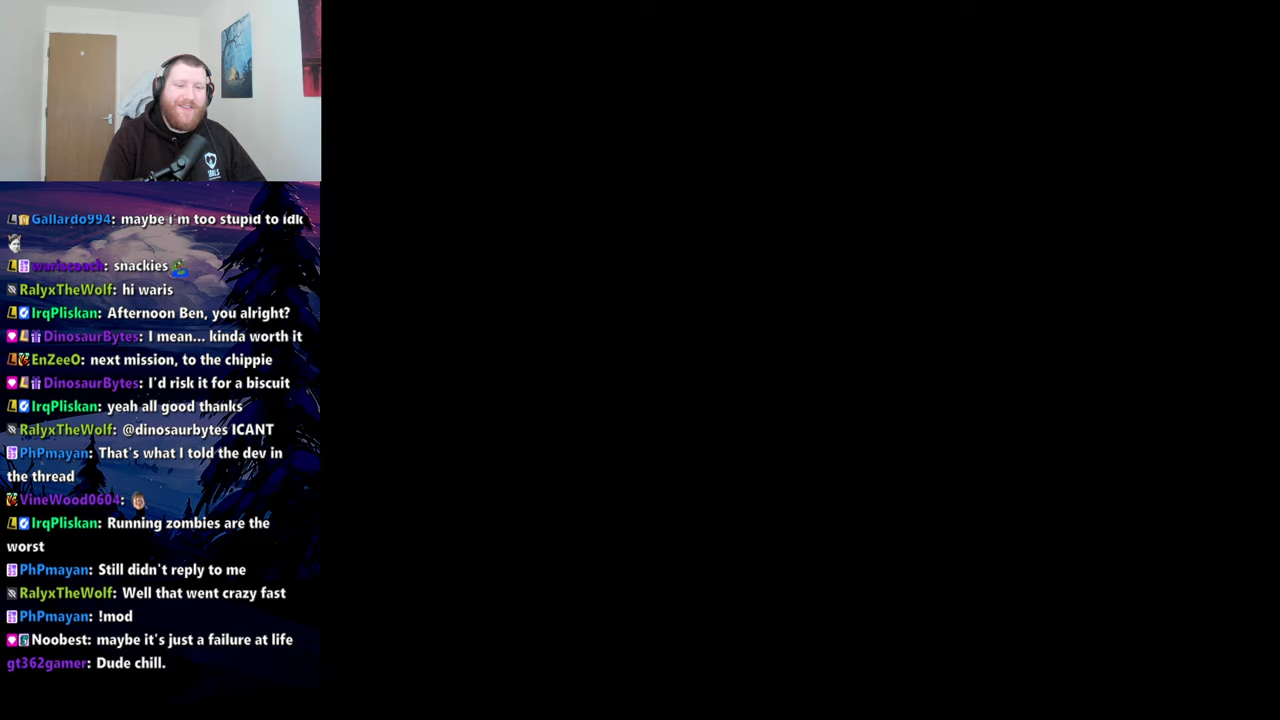 Gallardo994: maybe i'm too stupid to idk
wariscoach: snackies
RalyxTheWolf: hi waris
IrqPliskan: Afternoon Ben, you alright?
DinosaurBytes: I mean... kinda worth it
EnZeeO: next mission, to the chippie
DinosaurBytes: I'd risk it for a biscuit
IrqPliskan: yeah all good thanks
RalyxTheWolf: @dinosaurbytes ICANT
PhPmayan: That's what I told the dev in
the thread
VineWood0604:
IrqPliskan: Running zombies are the
worst
PhPmayan: Still didn't reply to me
RalyxTheWolf: Well that went crazy fast
PhPmayan: !mod
Noobest: maybe it's just a failure at life
gt362gamer: Dude chill.